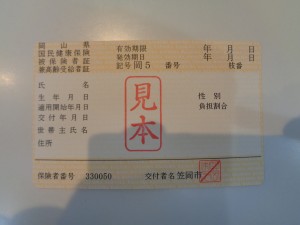 岡山県
国民健康保険
被保険者証
兼高齢受給者証
有効期限 年 月 日
発効期日 年 月 日
記号 岡5 番号 枝番
氏名
生年月日 性別
適用開始年月日 負担割合
交付年月日
世帯主氏名
住所
見本
保険者番号 330050 交付者名 笠岡市